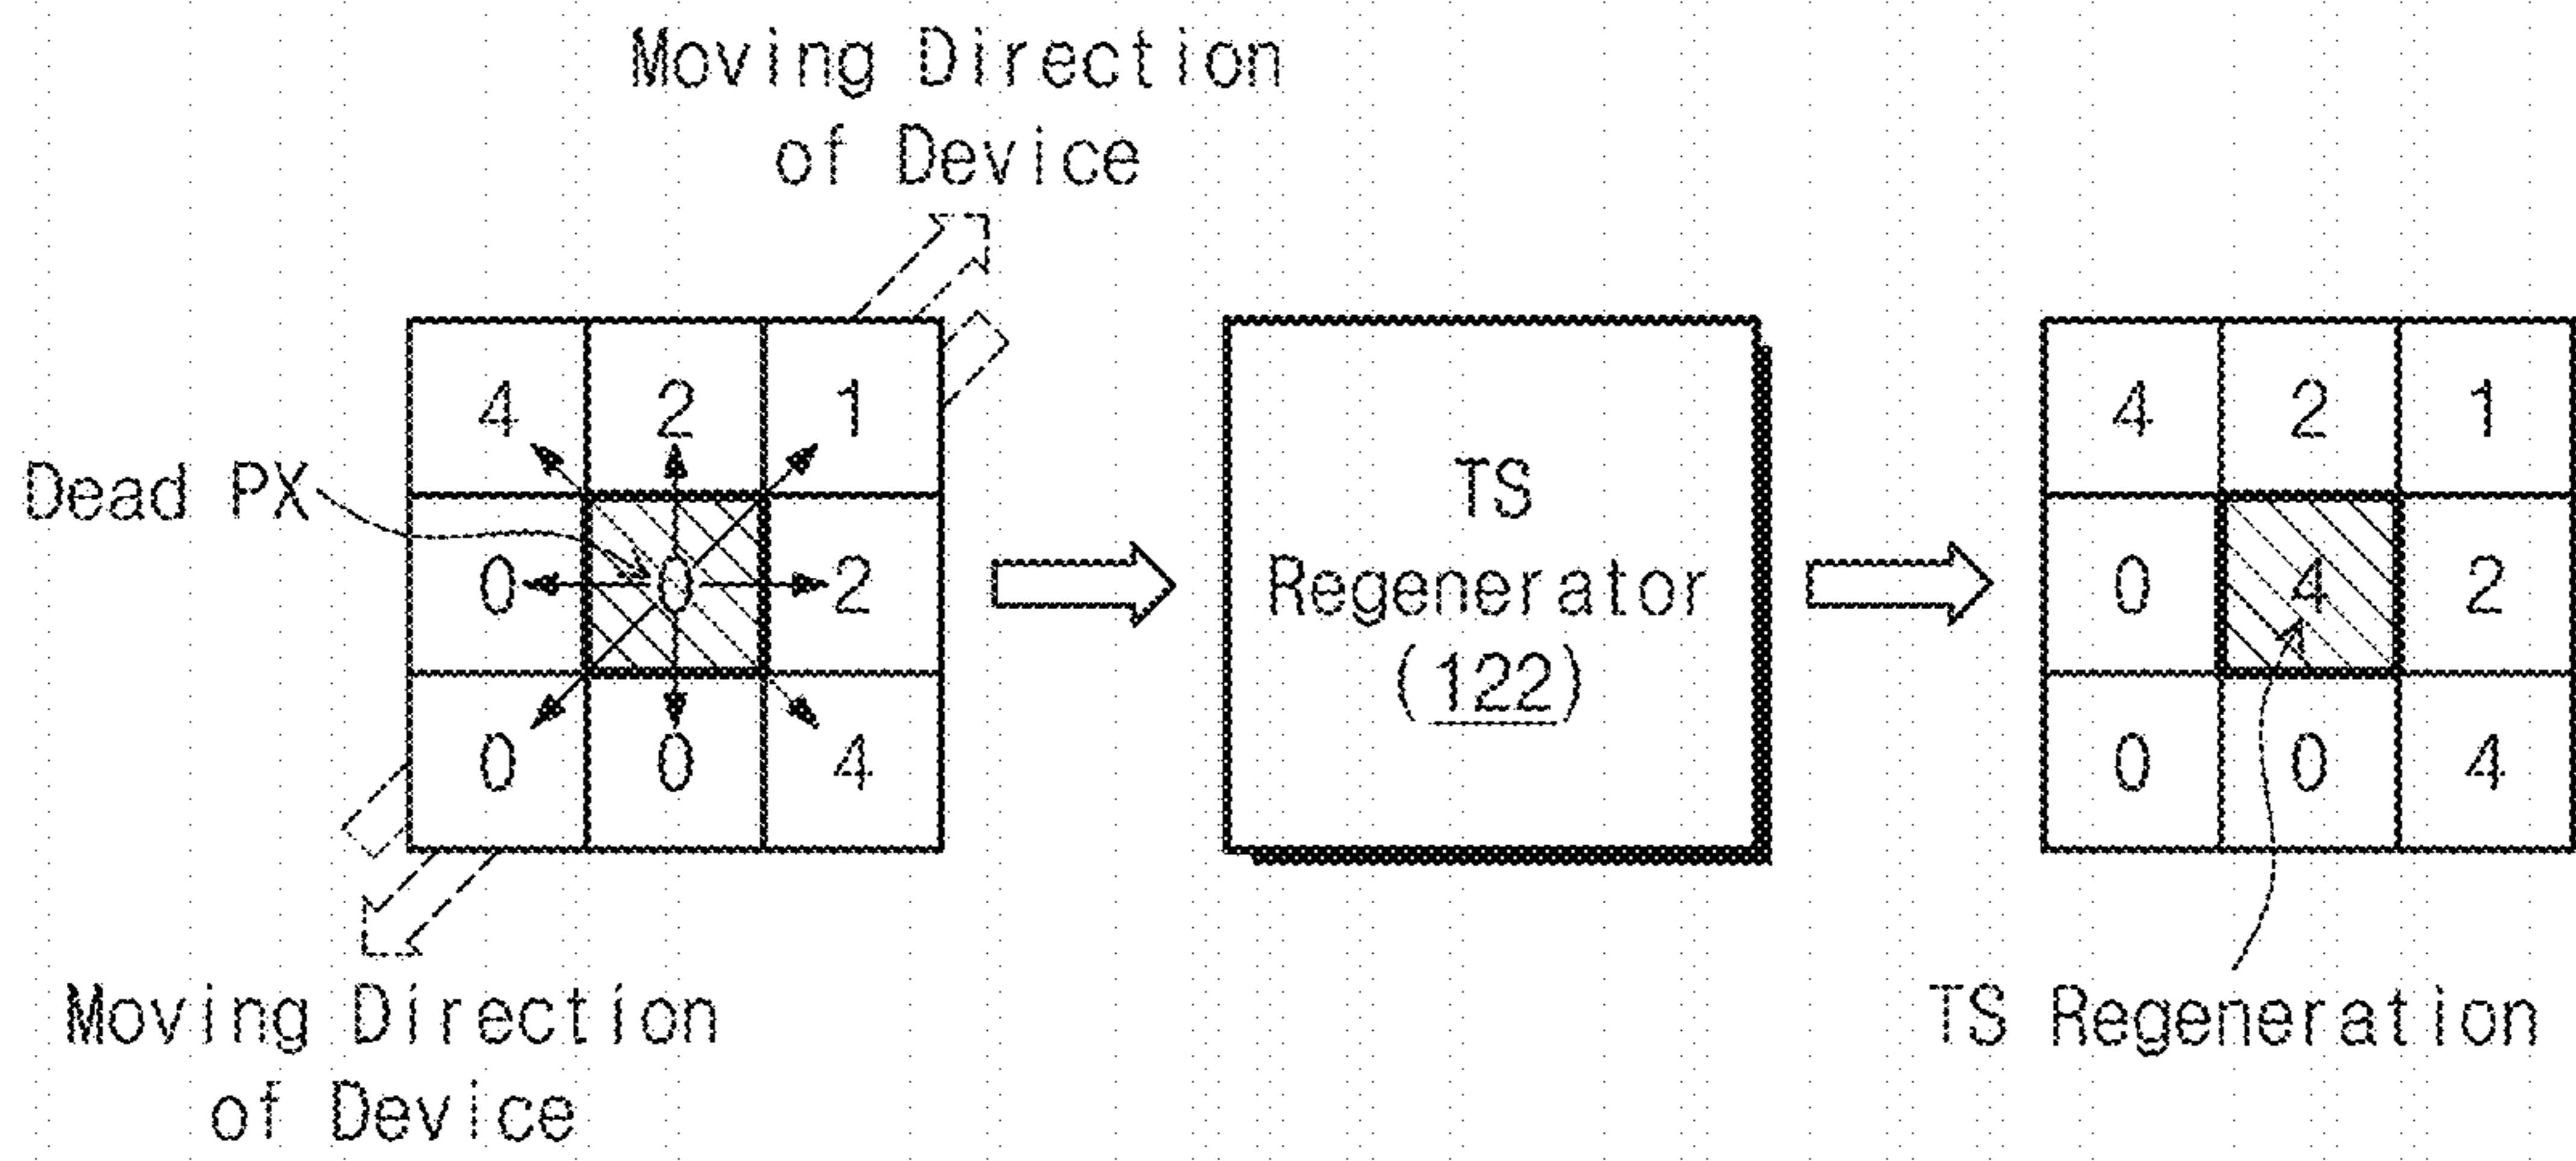 Moving Direction
of Device
4 2 1
Dead PX
0 0 2
0 0 4
Moving Direction
of Device
TS
Regenerator
(122)
4 2 1
0 4 2
0 0 4
TS Regeneration